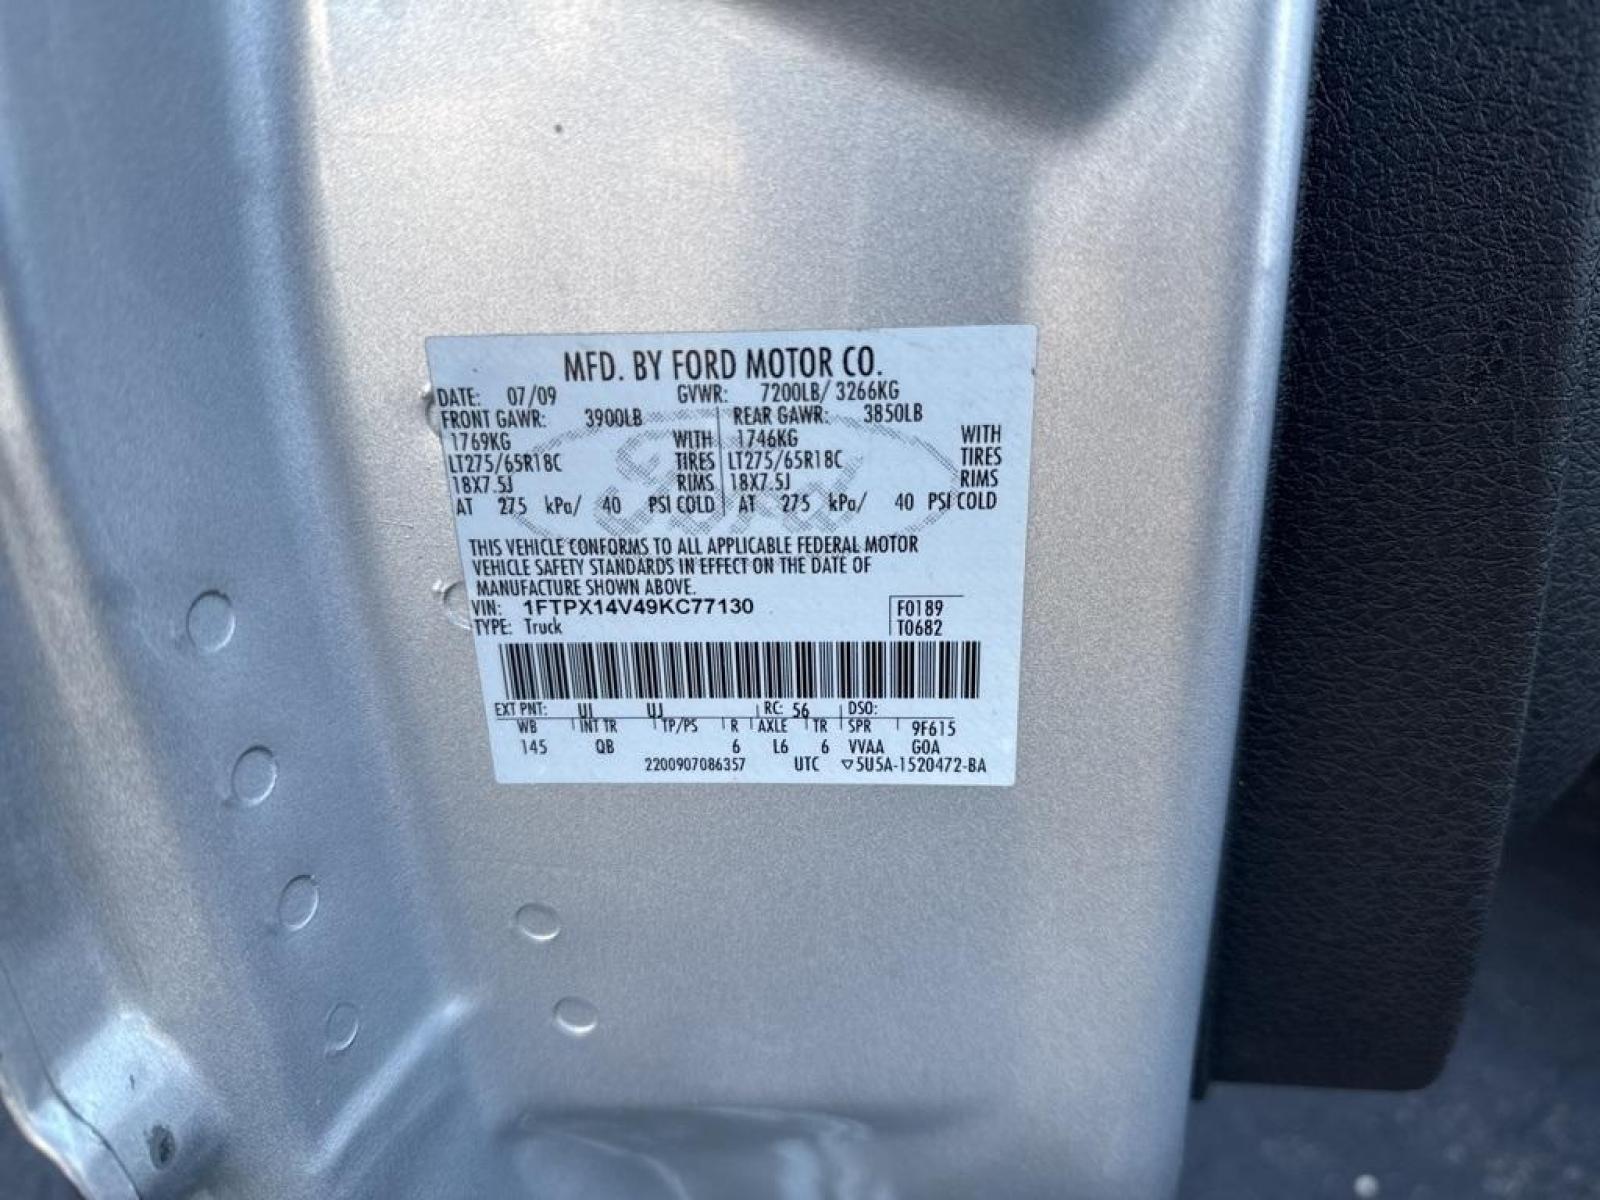 MFD. BY FORD MOTOR CO.
DATE: 07/09 GVWR: 7200LB/ 3266KG
FRONT GAWR: 3900LB REAR GAWR: 3850LB
1769KG WITH 1746KG WITH
LT275/65R18C TIRES LT275/65R18C TIRES
18X7.5J RIMS 18X7.5J RIMS
AT 275 kPa/ 40 PSI COLD AT 275 kPa/ 40 PSI COLD
Ford
THIS VEHICLE CONFORMS TO ALL APPLICABLE FEDERAL MOTOR
VEHICLE SAFETY STANDARDS IN EFFECT ON THE DATE OF
MANUFACTURE SHOWN ABOVE.
VIN: 1FTPX14V49KC77130 F0189
TYPE: Truck T0682
EXT PNT: UI UJ RC: 56 DSO:
WB INT TR TP/PS R AXLE TR SPR 9F615
145 QB 6 L6 6 VVAA GOA
2200907086357 UTC ▽5U5A-1520472-BA